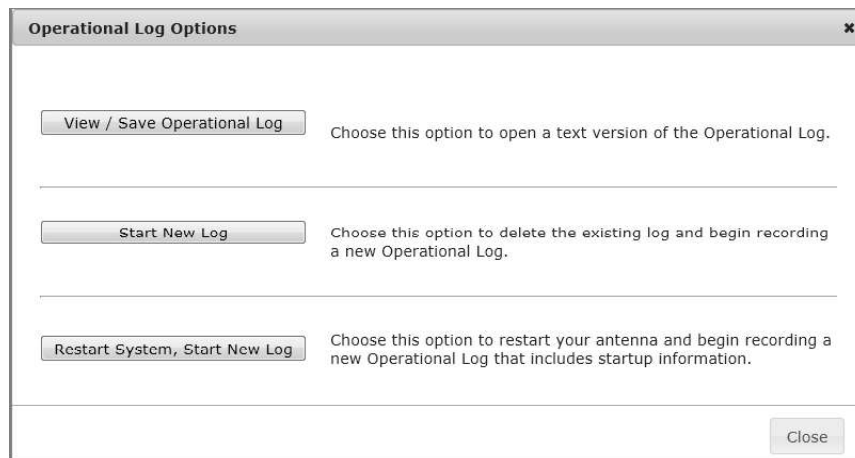 Operational Log Options
View / Save Operational Log
Choose this option to open a text version of the Operational Log.
Start New Log
Choose this option to delete the existing log and begin recording
a new Operational Log.
Restart System, Start New Log
Choose this option to restart your antenna and begin recording a
new Operational Log that includes startup information.
Close